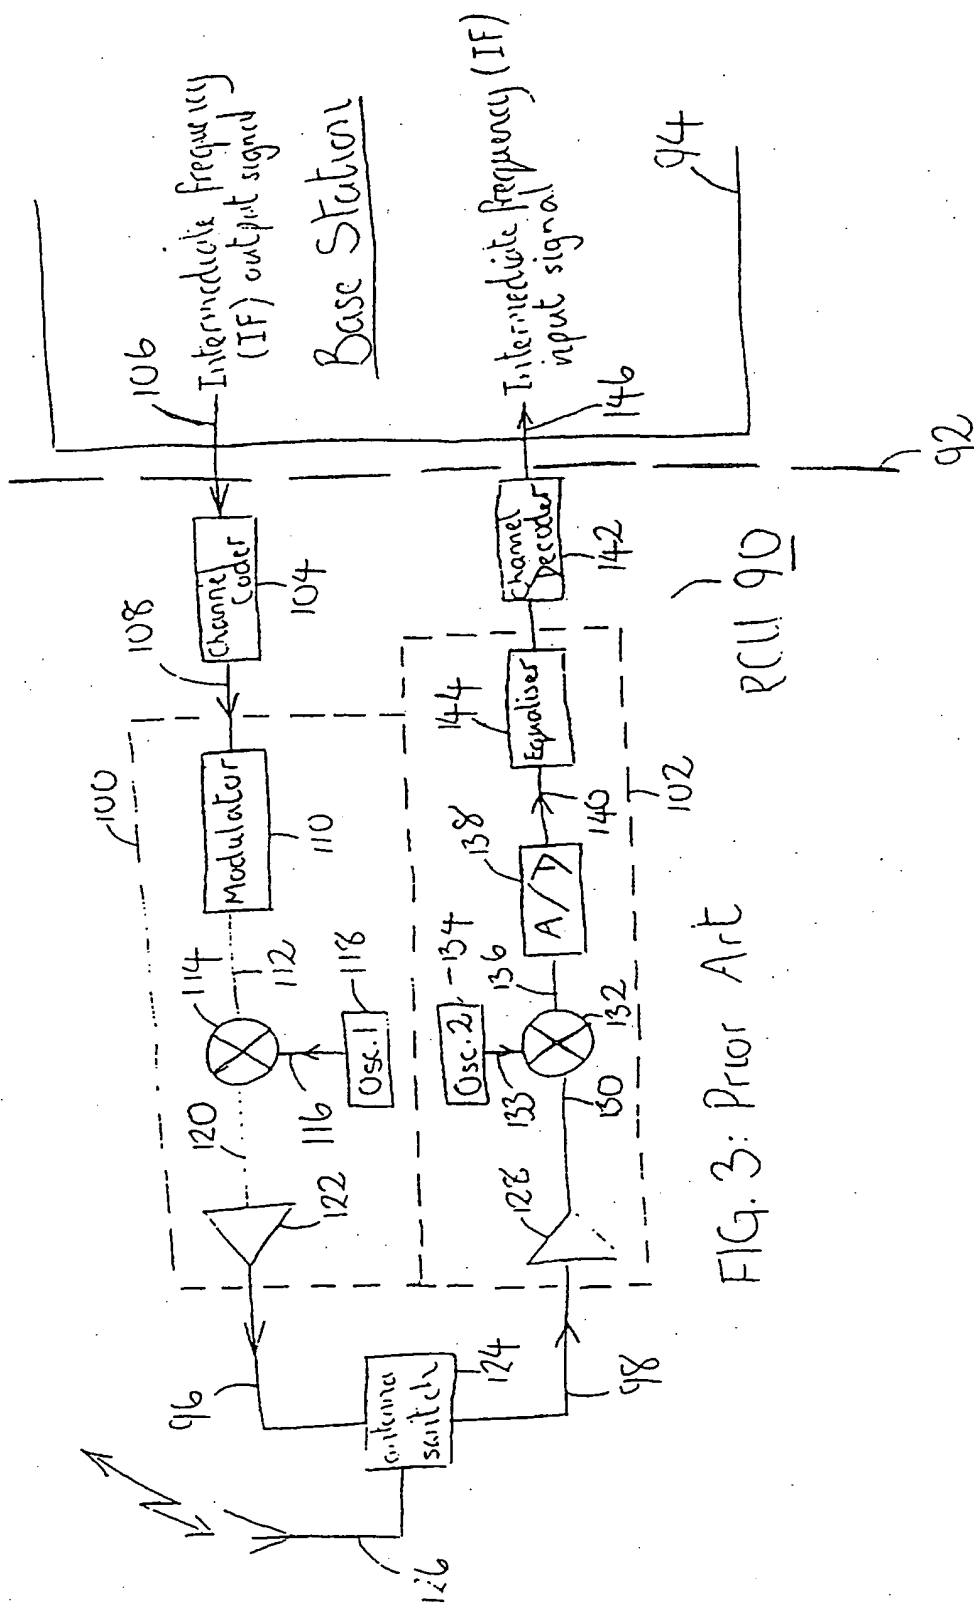 126
96
98
antenna
switch
124
100
120
122
114
112
116
Osc.1
118
Modulator
110
108
Channel
Coder
104
106
Intermediate frequency
(IF) output signal
Base Station
128
130
133
Osc.2
134
132
136
A/D
138
140
Equaliser
144
102
Channel
Decoder
142
146
Intermediate frequency (IF)
input signal
94
92
90
FIG. 3: Prior Art